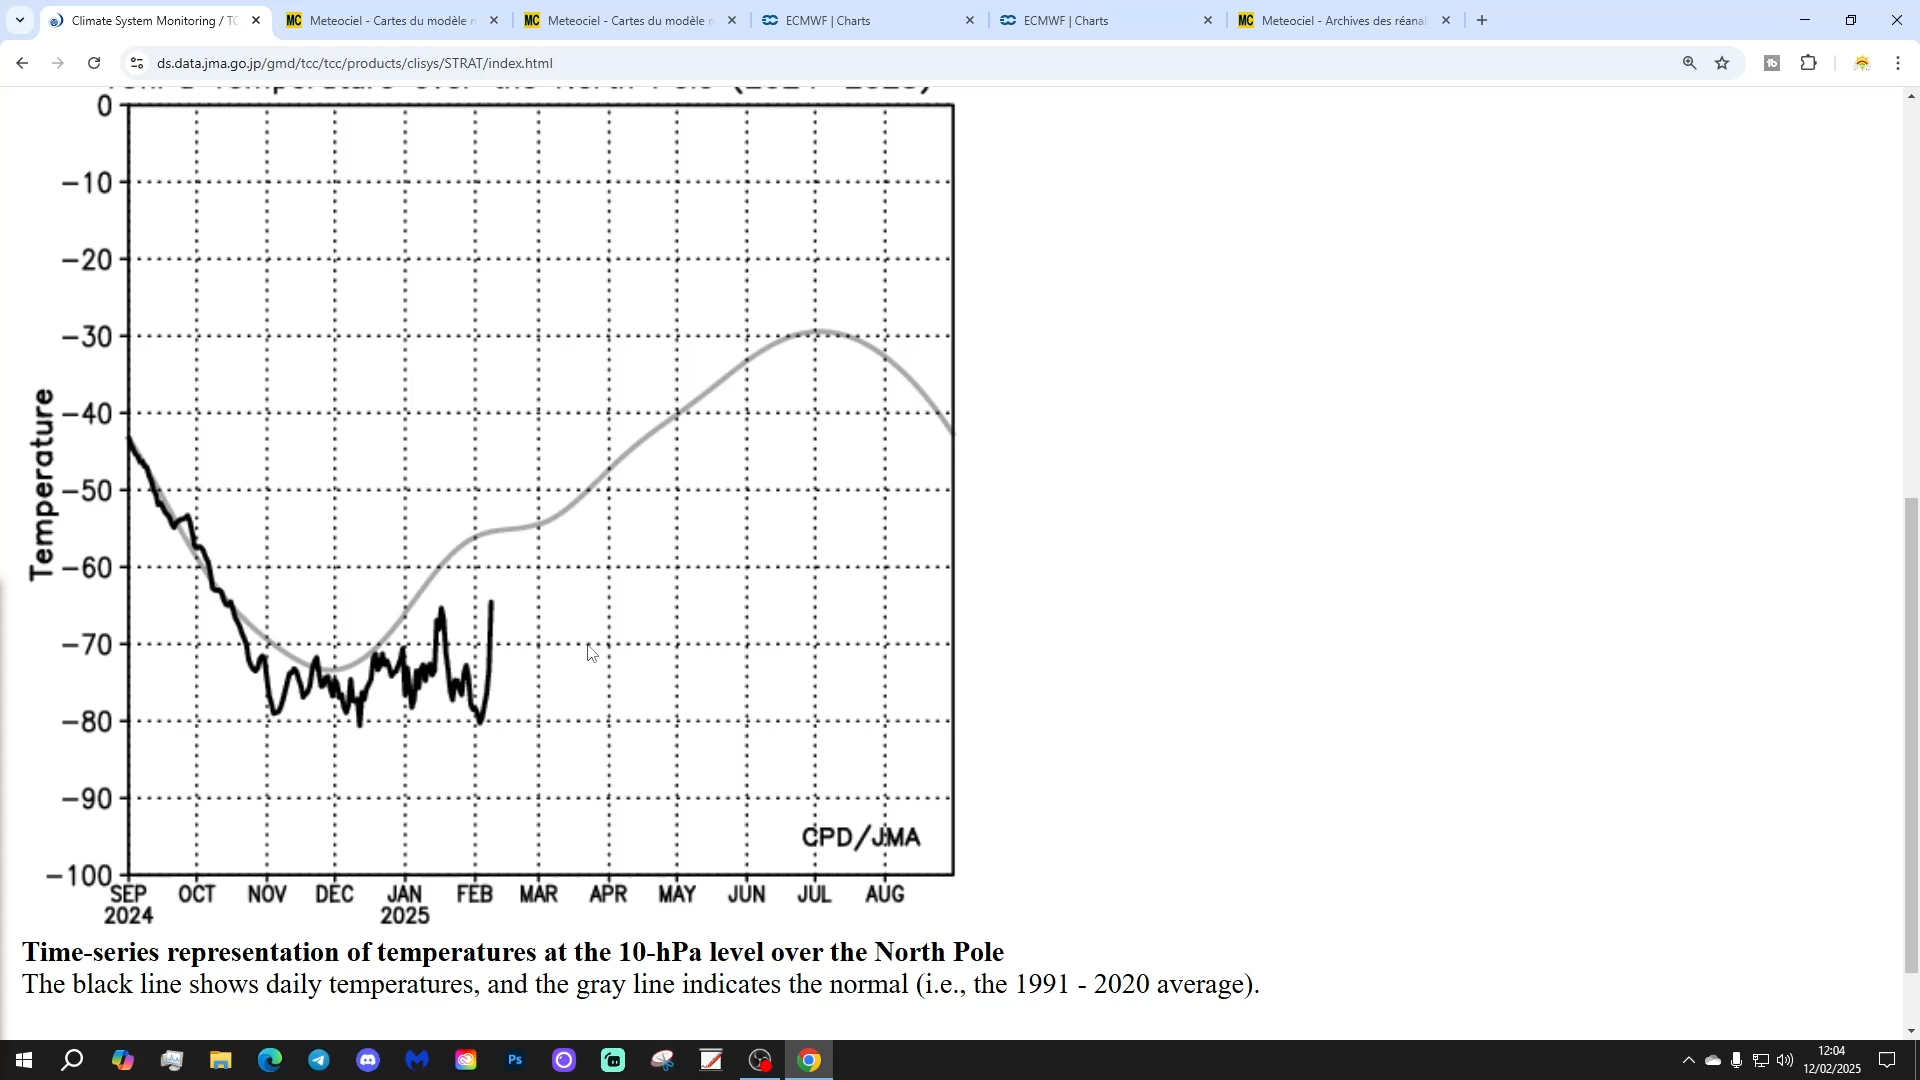 Climate System Monitoring / TC
Meteociel - Cartes du modèle n
Meteociel - Cartes du modèle n
ECMWF | Charts
ECMWF | Charts
Meteociel - Archives des réanal
ds.data.jma.go.jp/gmd/tcc/tcc/products/clisys/STRAT/index.html
0
-10
-20
-30
-40
-50
-60
-70
-80
-90
-100
Temperature
CPD/JMA
SEP OCT NOV DEC JAN FEB MAR APR MAY JUN JUL AUG
2024 2025
Time-series representation of temperatures at the 10-hPa level over the North Pole
The black line shows daily temperatures, and the gray line indicates the normal (i.e., the 1991 - 2020 average).
Ps
12:04
12/02/2025